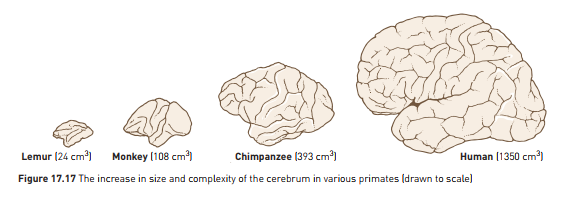 Lemur (24 cm³) Monkey (108 cm³) Chimpanzee (393 cm³) Human (1350 cm³)
Figure 17.17 The increase in size and complexity of the cerebrum in various primates (drawn to scale)